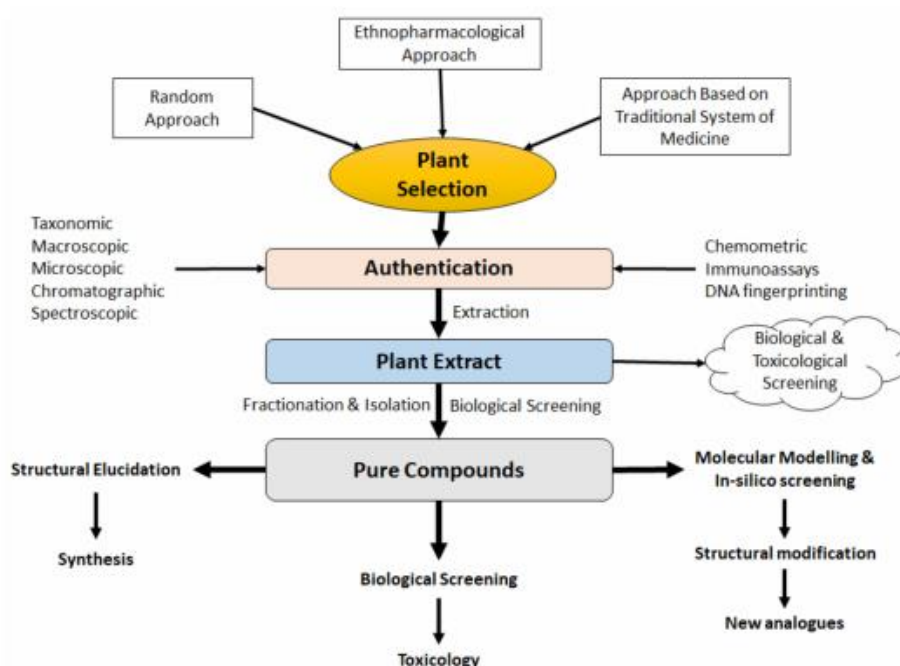 Ethnopharmacological
Approach
Random
Approach
Approach Based on
Traditional System of
Medicine
Plant
Selection
Taxonomic
Macroscopic
Microscopic
Chromatographic
Spectroscopic
Authentication
Chemometric
Immunoassays
DNA fingerprinting
Extraction
Plant Extract
Biological &
Toxicological
Screening
Fractionation & Isolation
Biological Screening
Structural Elucidation
Pure Compounds
Molecular Modelling &
In-silico screening
Synthesis
Structural modification
Biological Screening
New analogues
Toxicology